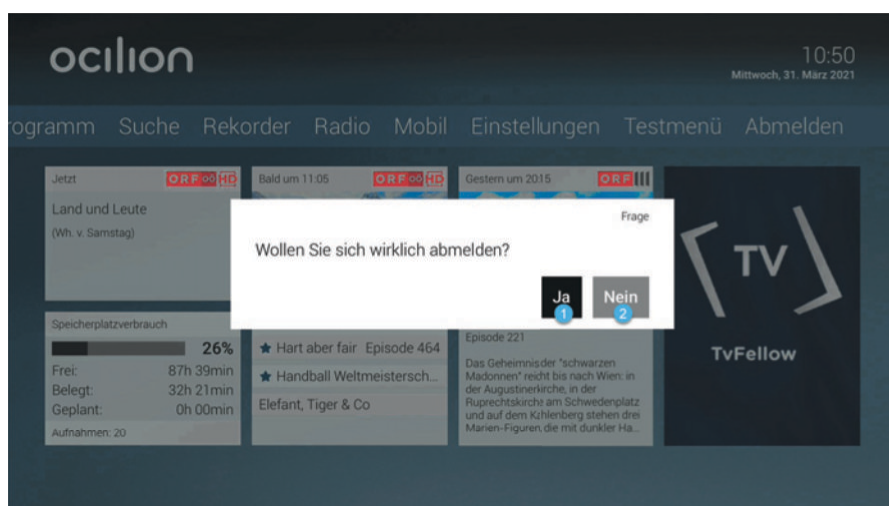 ocilion
10:50
Mittwoch, 31. März 2021
rogramm Suche Rekorder Radio Mobil Einstellungen Testmenü Abmelden
Jetzt ORF HD
Land und Leute
(Wh. v. Samstag)
Bald um 11:05 ORF HD
Gestern um 2015 ORF III
Frage
Wollen Sie sich wirklich abmelden?
Ja Nein
1 2
Speicherplatzverbrauch
26%
Frei: 87h 39min
Belegt: 32h 21min
Geplant: 0h 00min
Aufnahmen: 20
★ Hart aber fair Episode 464
★ Handball Weltmeistersch...
Elefant, Tiger & Co
Episode 221
Das Geheimnisder "schwarzen
Madonnen" reicht bis nach Wien: in
der Augustinerkirche, in der
Ruprechtskirche am Schwedenplatz
und auf dem Kzhlenberg stehen drei
Marien-Figuren, die mit dunkler Ha...
TV
TvFellow